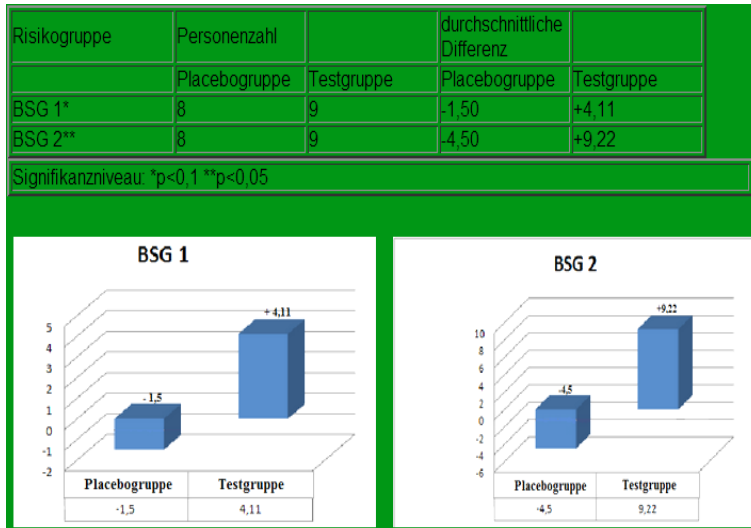 Risikogruppe Personenzahl durchschnittliche
Differenz
Placebogruppe Testgruppe Placebogruppe Testgruppe
BSG 1* 8 9 -1,50 +4,11
BSG 2** 8 9 -4,50 +9,22
Signifikanzniveau: *p<0,1 **p<0,05
BSG 1
+ 4,11
- 1,5
5
4
3
2
1
0
-1
-2
Placebogruppe Testgruppe
-1,5 4,11
BSG 2
+9.22
-4,5
10
8
6
4
2
0
-2
-4
-6
Placebogruppe Testgruppe
-4,5 9,22